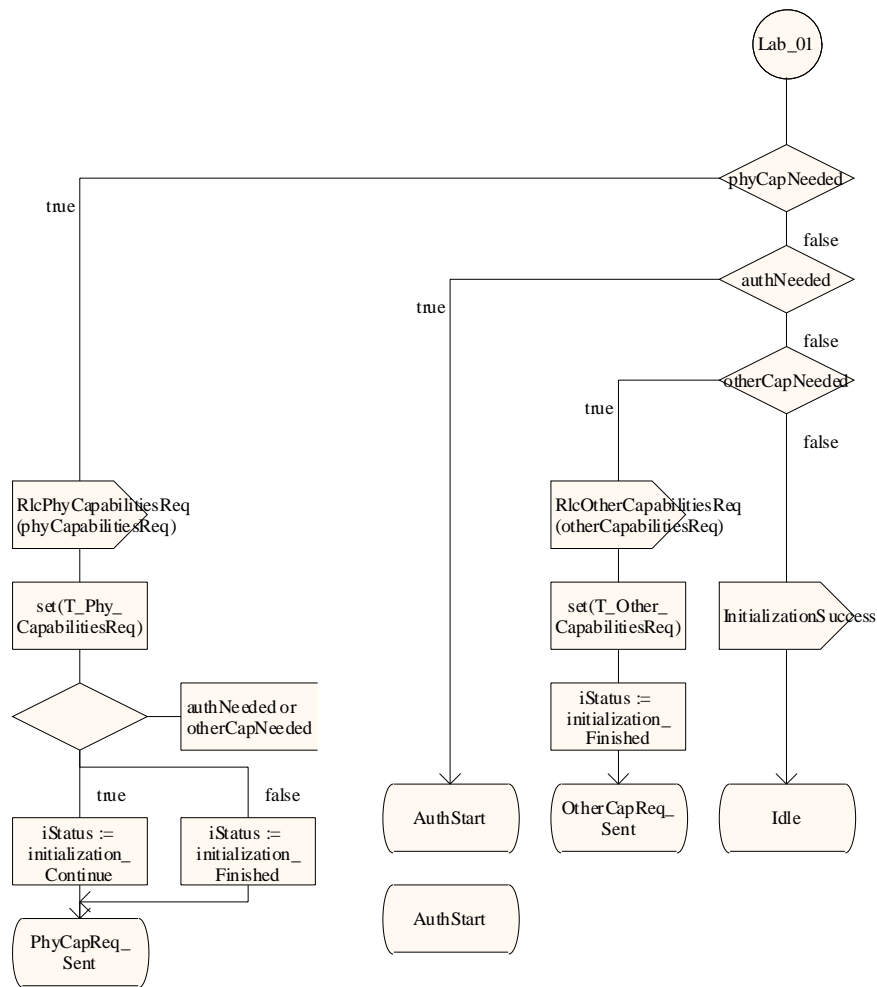 Lab_01
phyCapNeeded
true
false
authNeeded
true
false
otherCapNeeded
true
false
RlcPhyCapabilitiesReq
(phyCapabilitiesReq)
RlcOtherCapabilitiesReq
(otherCapabilitiesReq)
set(T_Phy_
CapabilitiesReq)
set(T_Other_
CapabilitiesReq)
InitializationSuccess
authNeeded or
otherCapNeeded
iStatus :=
initialization_
Finished
true
false
iStatus :=
initialization_
Continue
iStatus :=
initialization_
Finished
AuthStart
OtherCapReq_
Sent
Idle
PhyCapReq_
Sent
AuthStart